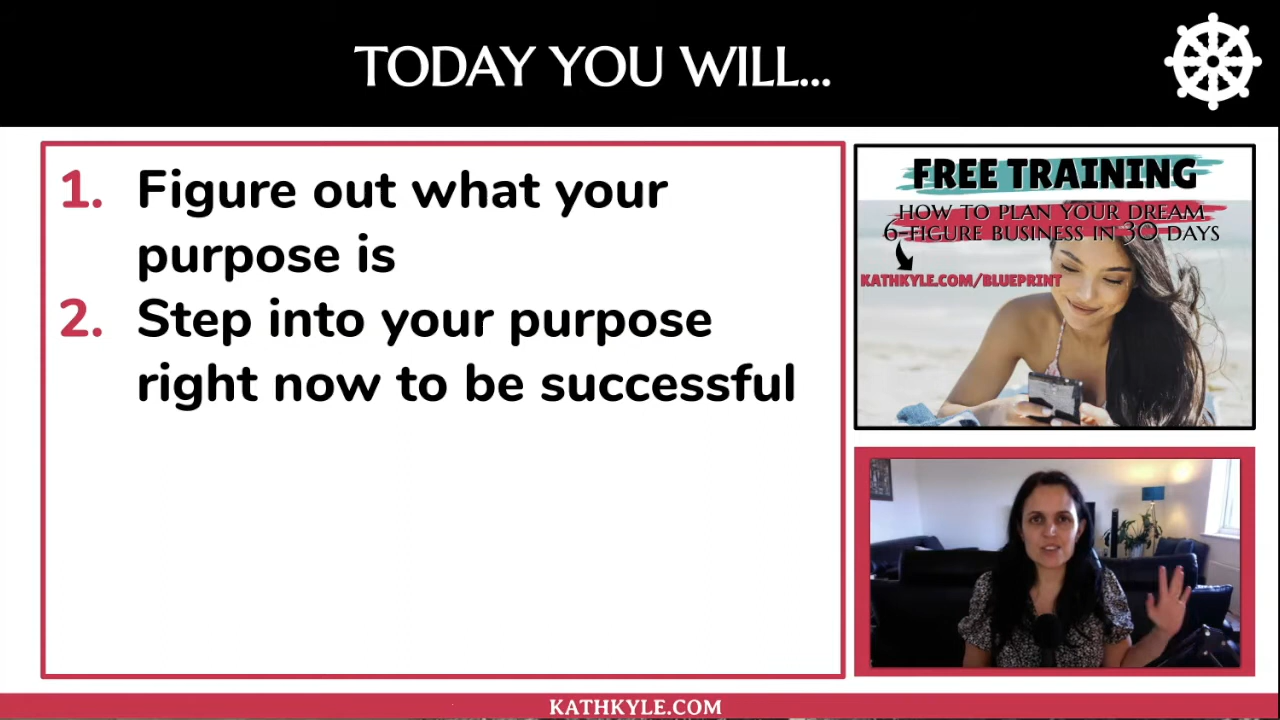 TODAY YOU WILL...
1. Figure out what your
purpose is
2. Step into your purpose
right now to be successful
FREE TRAINING
HOW TO PLAN YOUR DREAM
6-FIGURE BUSINESS IN 30 DAYS
KATHKYLE.COM/BLUEPRINT
KATHKYLE.COM